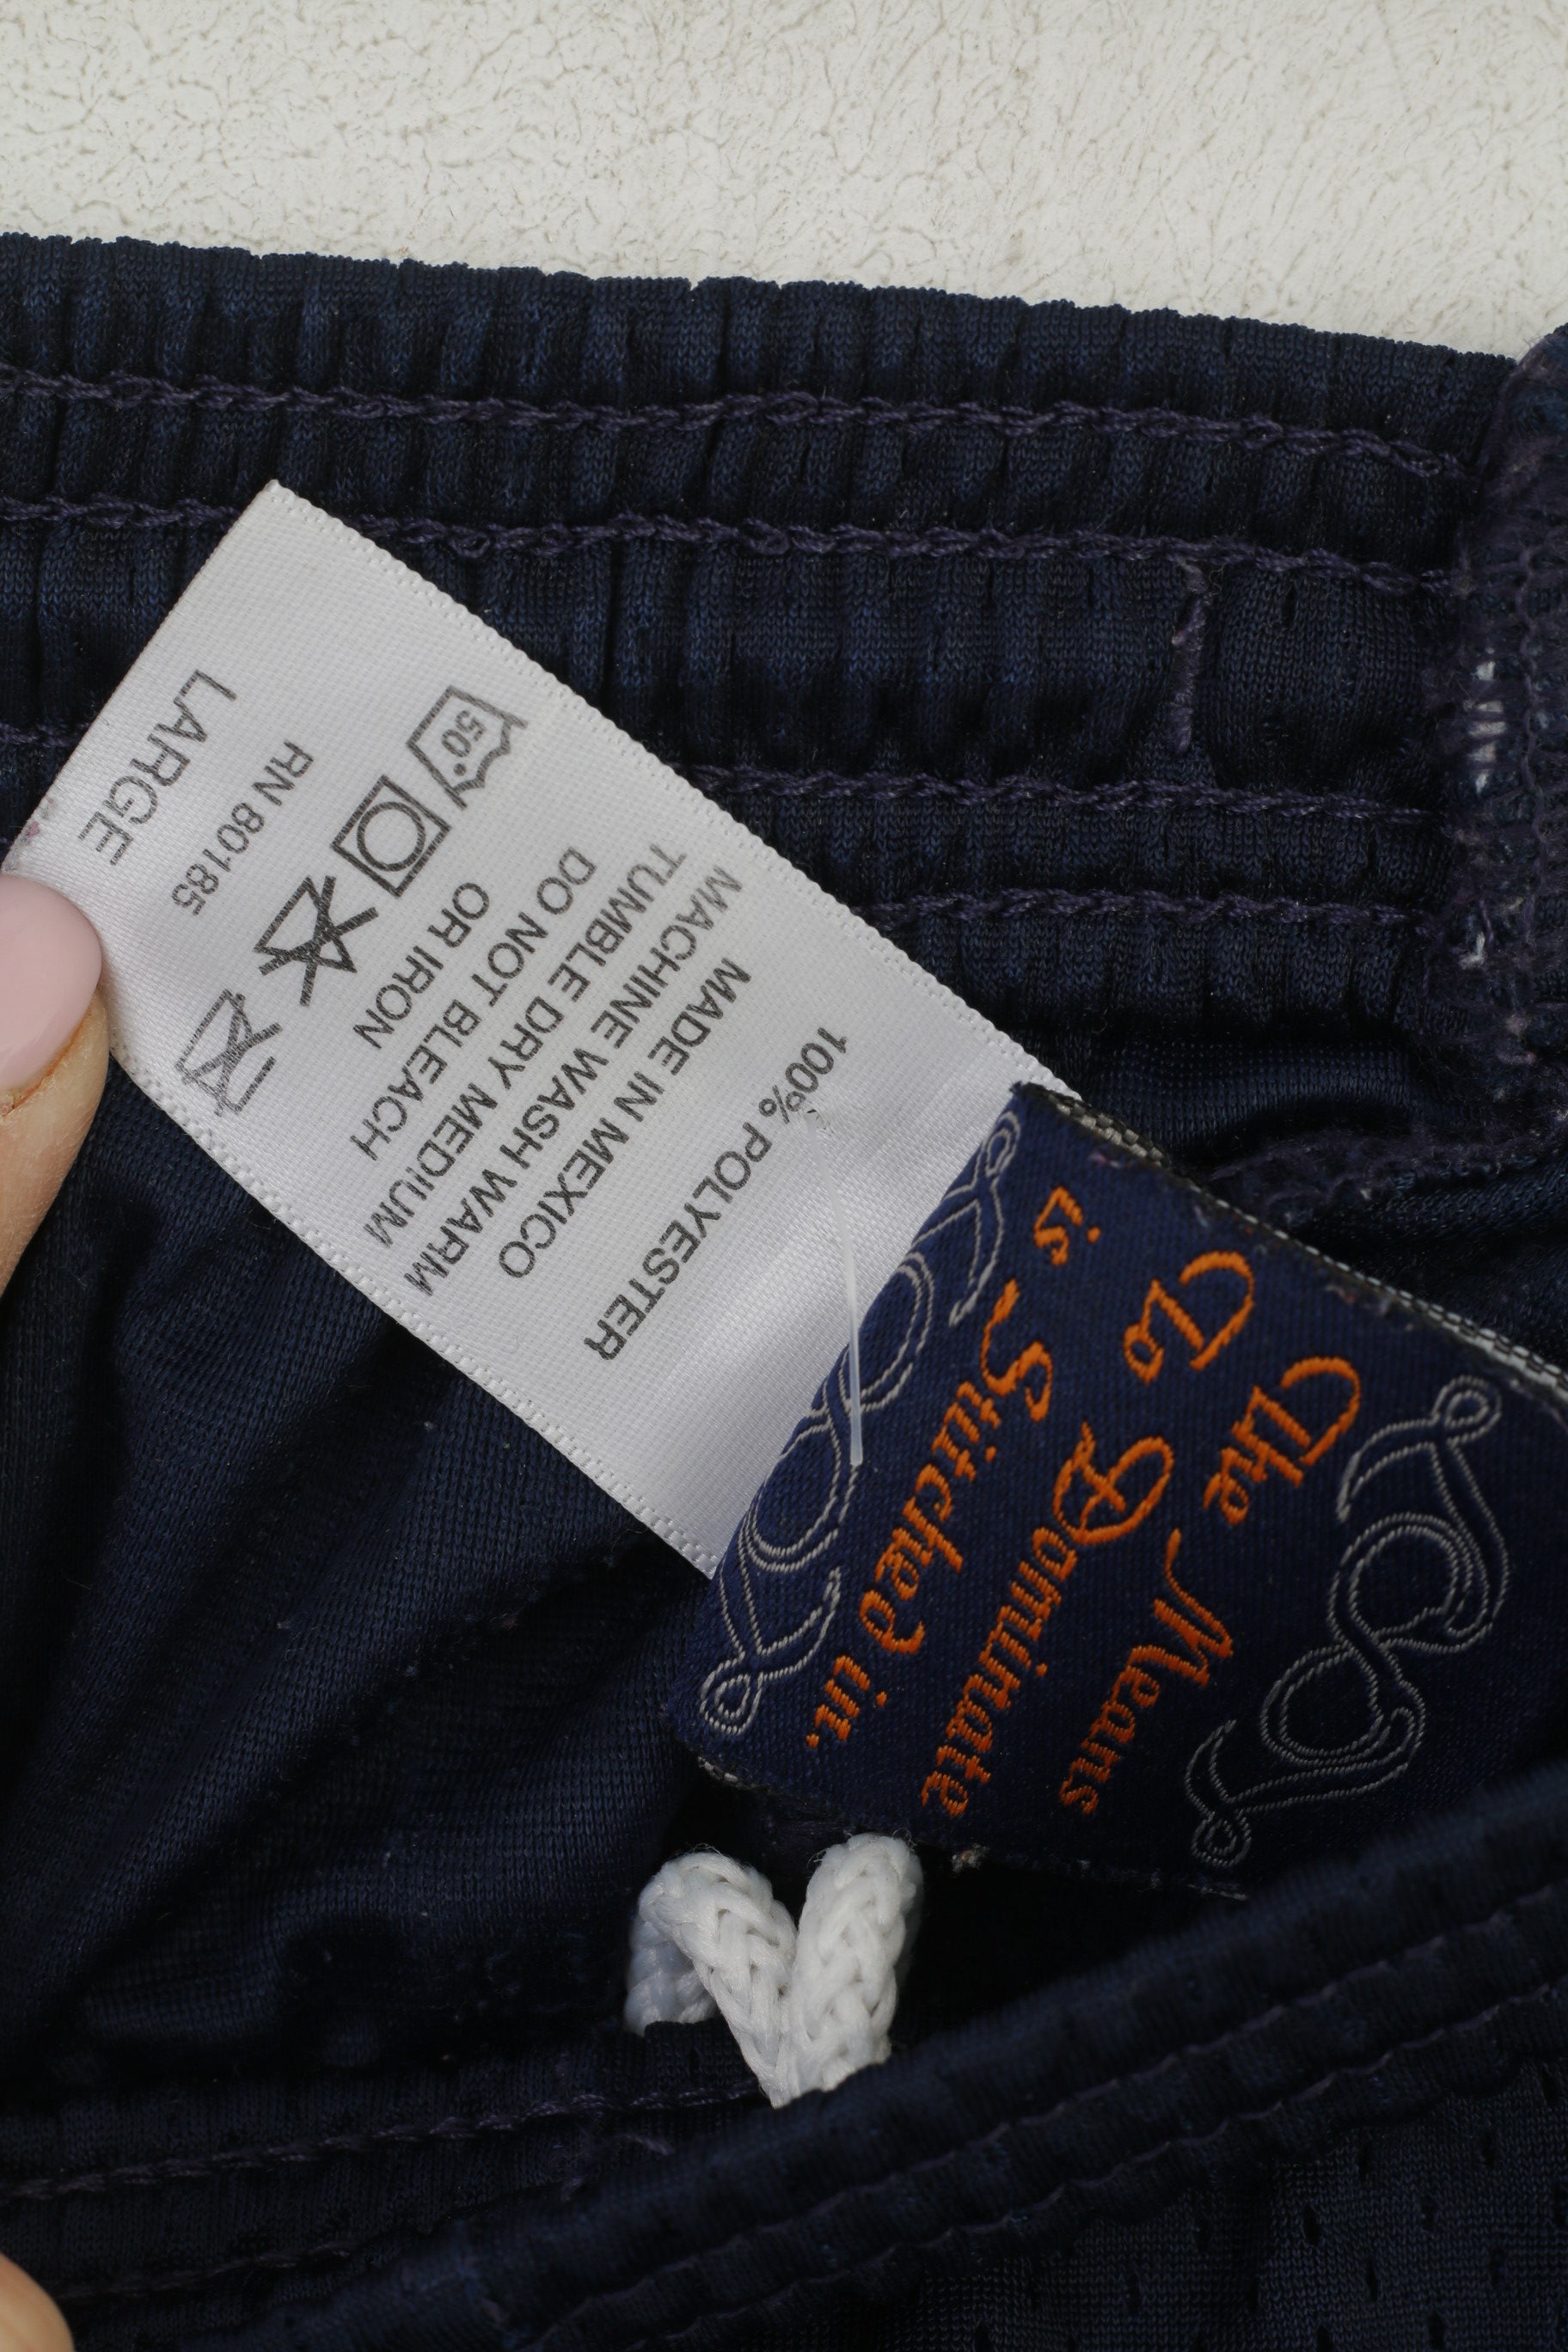 The Means
To Dominate
is Stitched in.
100% POLYESTER
MADE IN MEXICO
MACHINE WASH WARM
TUMBLE DRY MEDIUM
DO NOT BLEACH
OR IRON
50°
RN 80185
LARGE